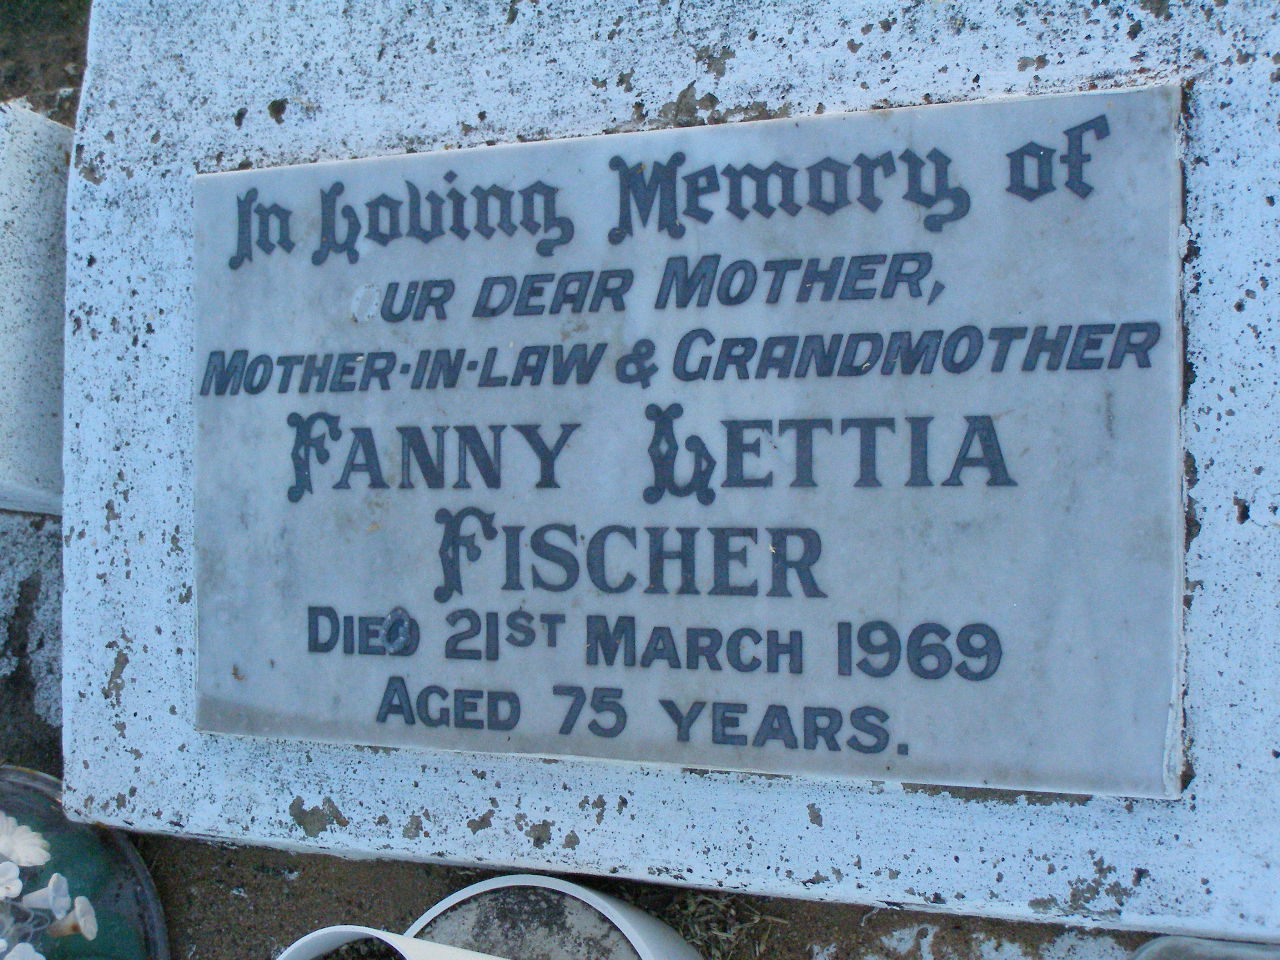 In Loving Memory of
UR DEAR MOTHER,
MOTHER-IN-LAW & GRANDMOTHER
FANNY LETTIA
FISCHER
DIED 21ST MARCH 1969
AGED 75 YEARS.